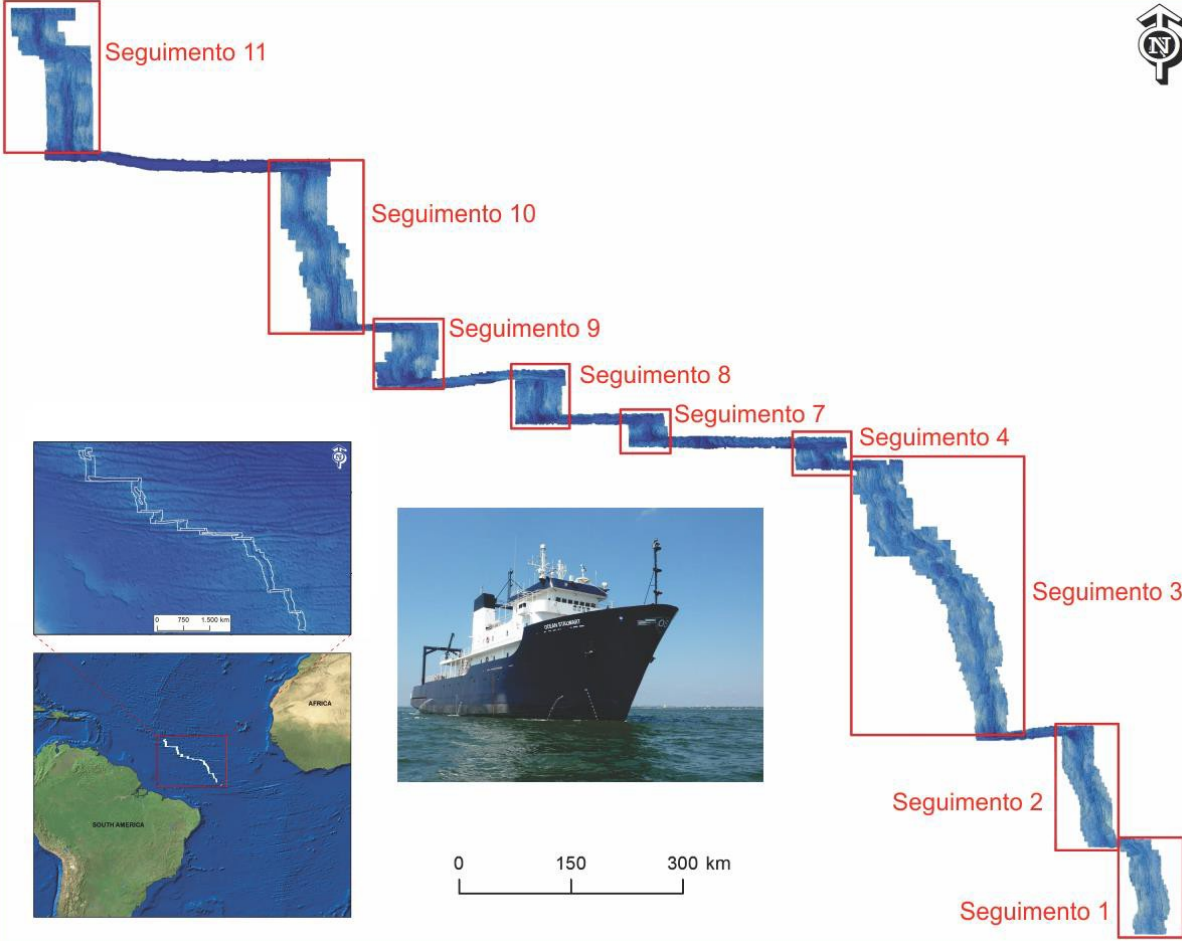 Seguimento 11
N
Seguimento 10
Seguimento 9
Seguimento 8
Seguimento 7
Seguimento 4
Seguimento 3
Seguimento 2
Seguimento 1
N
0 750 1.500 km
AFRICA
SOUTH AMERICA
OCEAN STALWART
0 150 300 km